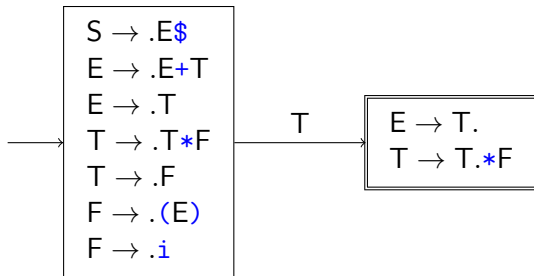 S → .E$
E → .E+T
E → .T
T → .T*F
T → .F
F → .(E)
F → .i
T
E → T.
T → T.*F